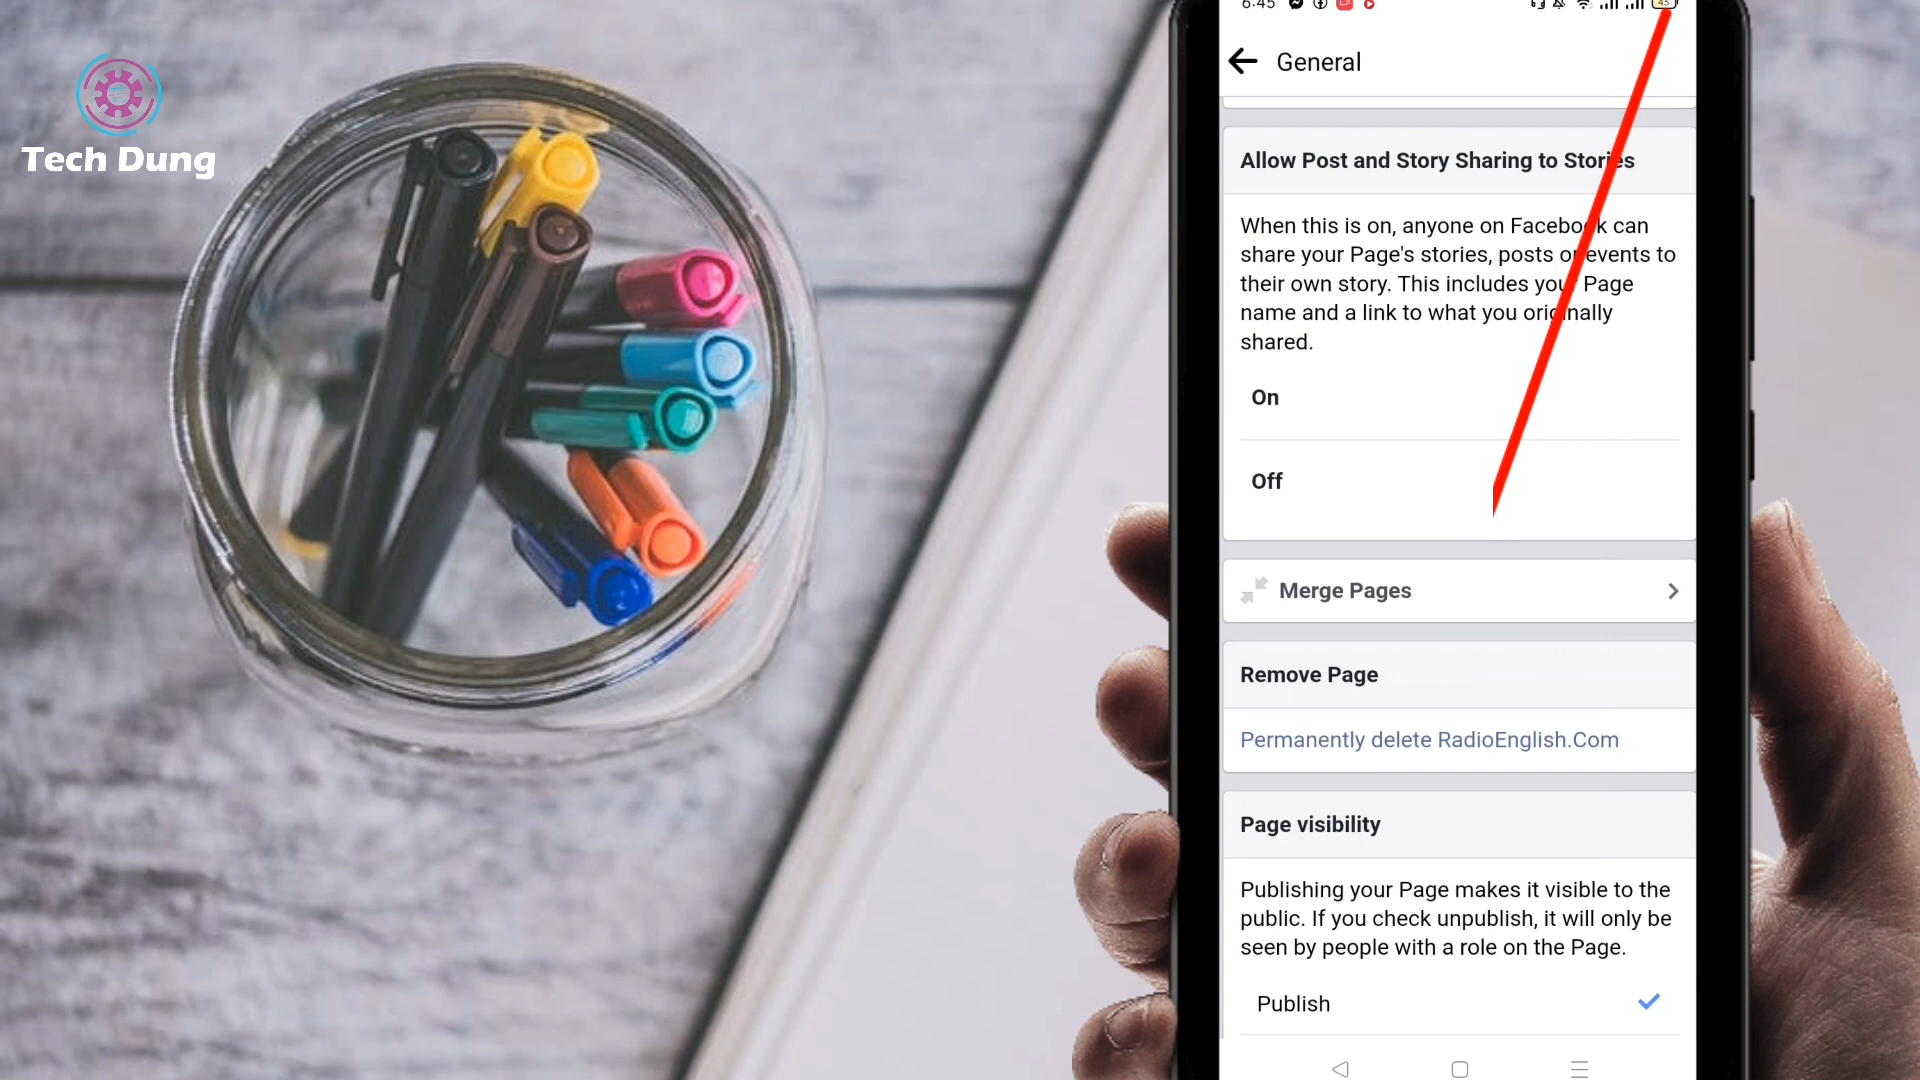 Tech Dung
6:45
45
General
Allow Post and Story Sharing to Stories
When this is on, anyone on Facebook can
share your Page's stories, posts or events to
their own story. This includes your Page
name and a link to what you originally
shared.
On
Off
Merge Pages
Remove Page
Permanently delete RadioEnglish.Com
Page visibility
Publishing your Page makes it visible to the
public. If you check unpublish, it will only be
seen by people with a role on the Page.
Publish